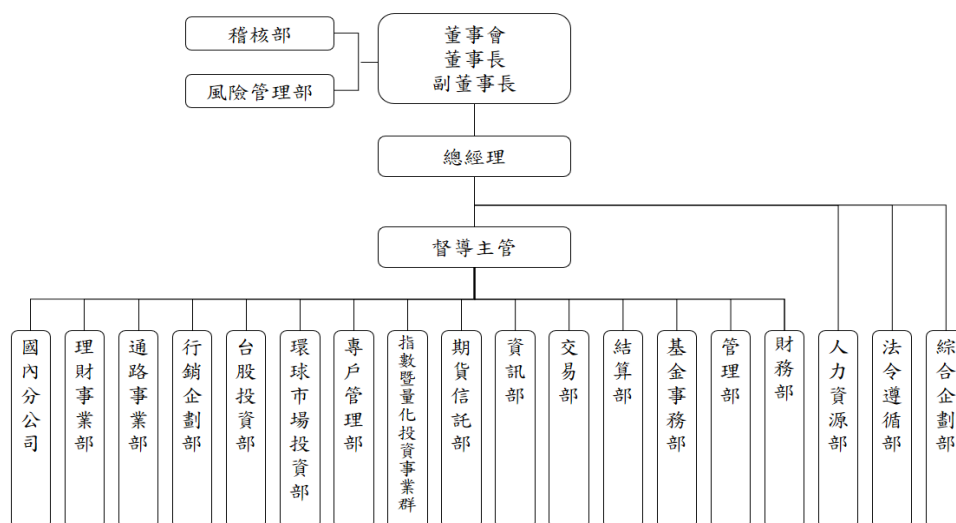 稽核部
風險管理部
董事會
董事長
副董事長
總經理
督導主管
國內分公司
理財事業部
通路事業部
行銷企劃部
台股投資部
環球市場投資部
專戶管理部
指數暨量化投資事業群
期貨信託部
資訊部
交易部
結算部
基金事務部
管理部
財務部
人力資源部
法令遵循部
綜合企劃部